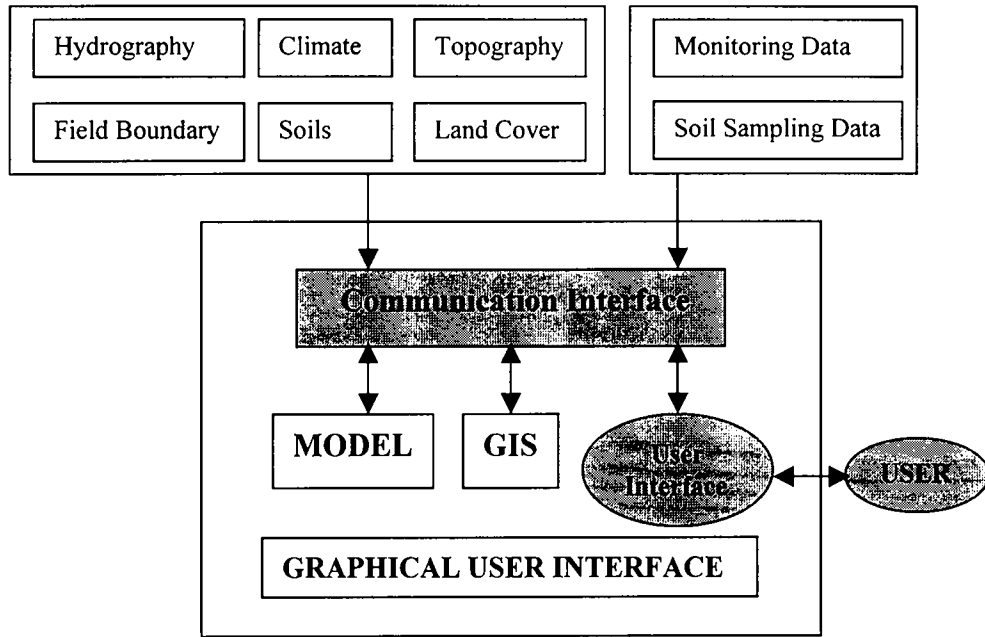 Hydrography
Climate
Topography
Monitoring Data
Field Boundary
Soils
Land Cover
Soil Sampling Data
Communication Interface
MODEL
GIS
User
Interface
USER
GRAPHICAL USER INTERFACE